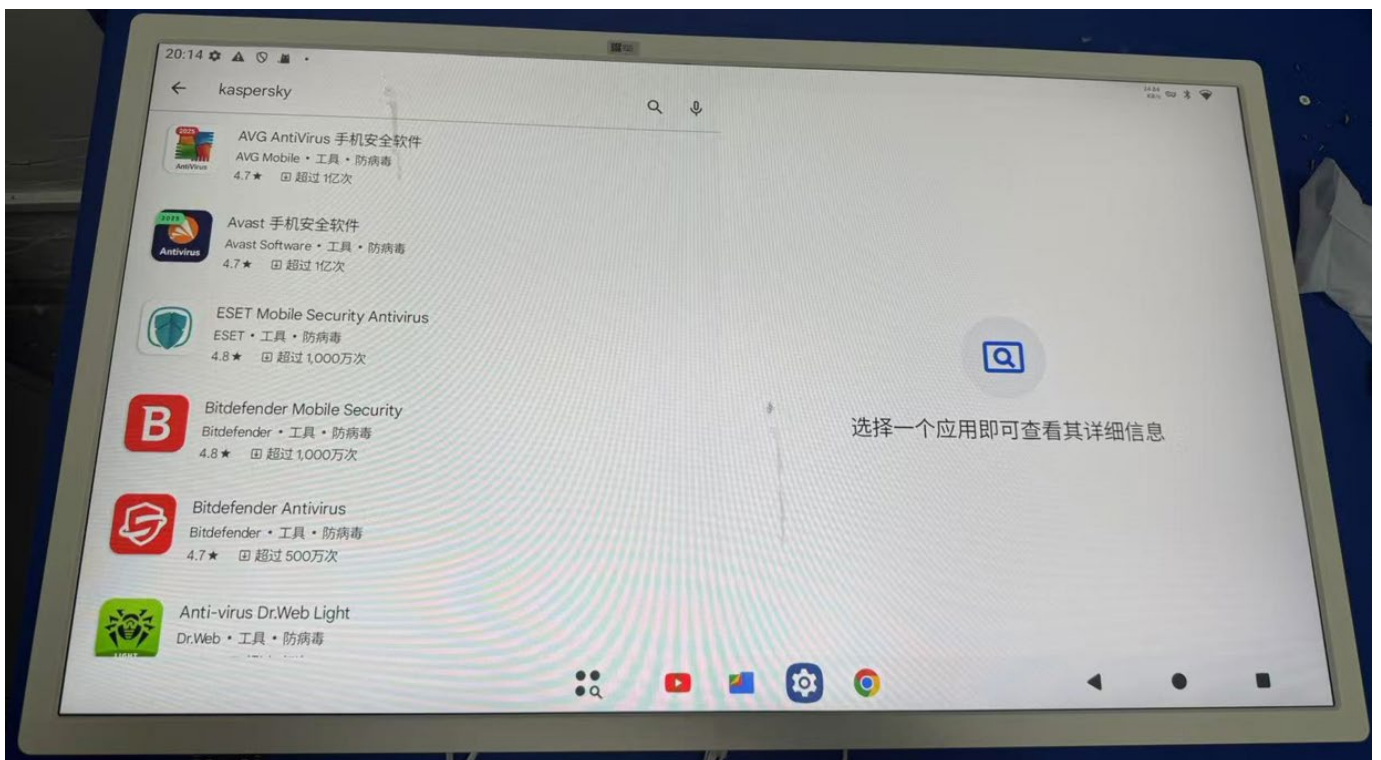 20:14
kaspersky
2025
AntiVirus
AVG AntiVirus 手机安全软件
AVG Mobile • 工具 • 防病毒
4.7★ 超过 1亿次
2025
Antivirus
Avast 手机安全软件
Avast Software • 工具 • 防病毒
4.7★ 超过 1亿次
ESET Mobile Security Antivirus
ESET • 工具 • 防病毒
4.8★ 超过 1,000万次
B
Bitdefender Mobile Security
Bitdefender • 工具 • 防病毒
4.8★ 超过 1,000万次
Bitdefender Antivirus
Bitdefender • 工具 • 防病毒
4.7★ 超过 500万次
Anti-virus Dr.Web Light
Dr.Web • 工具 • 防病毒
LIGHT
选择一个应用即可查看其详细信息